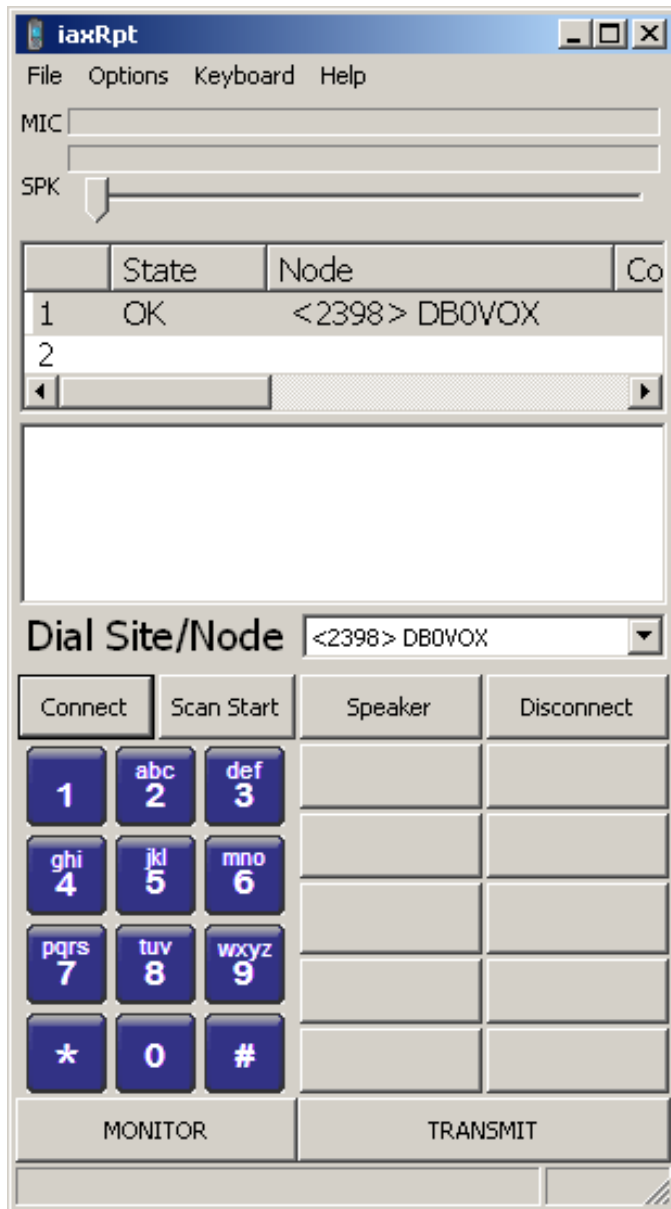 iaxRpt
File Options Keyboard Help
MIC
SPK
State Node Co
1 OK <2398> DB0VOX
2
Dial Site/Node <2398> DB0VOX
Connect Scan Start Speaker Disconnect
1 abc 2 def 3
ghi 4 jkl 5 mno 6
pqrs 7 tuv 8 wxyz 9
* 0 #
MONITOR TRANSMIT